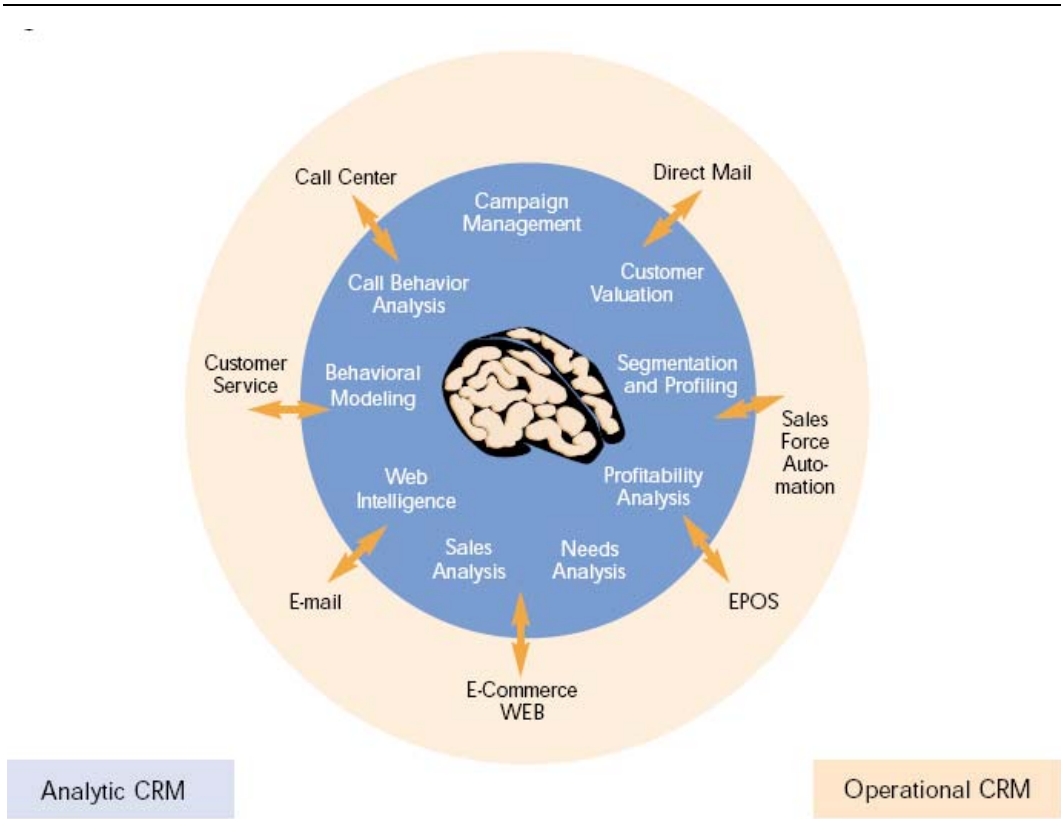 Call Center
Direct Mail
Campaign
Management
Call Behavior
Analysis
Customer
Valuation
Customer
Service
Behavioral
Modeling
Segmentation
and Profiling
Sales
Force
Auto-
mation
Web
Intelligence
Profitability
Analysis
Sales
Analysis
Needs
Analysis
E-mail
EPOS
E-Commerce
WEB
Analytic CRM
Operational CRM